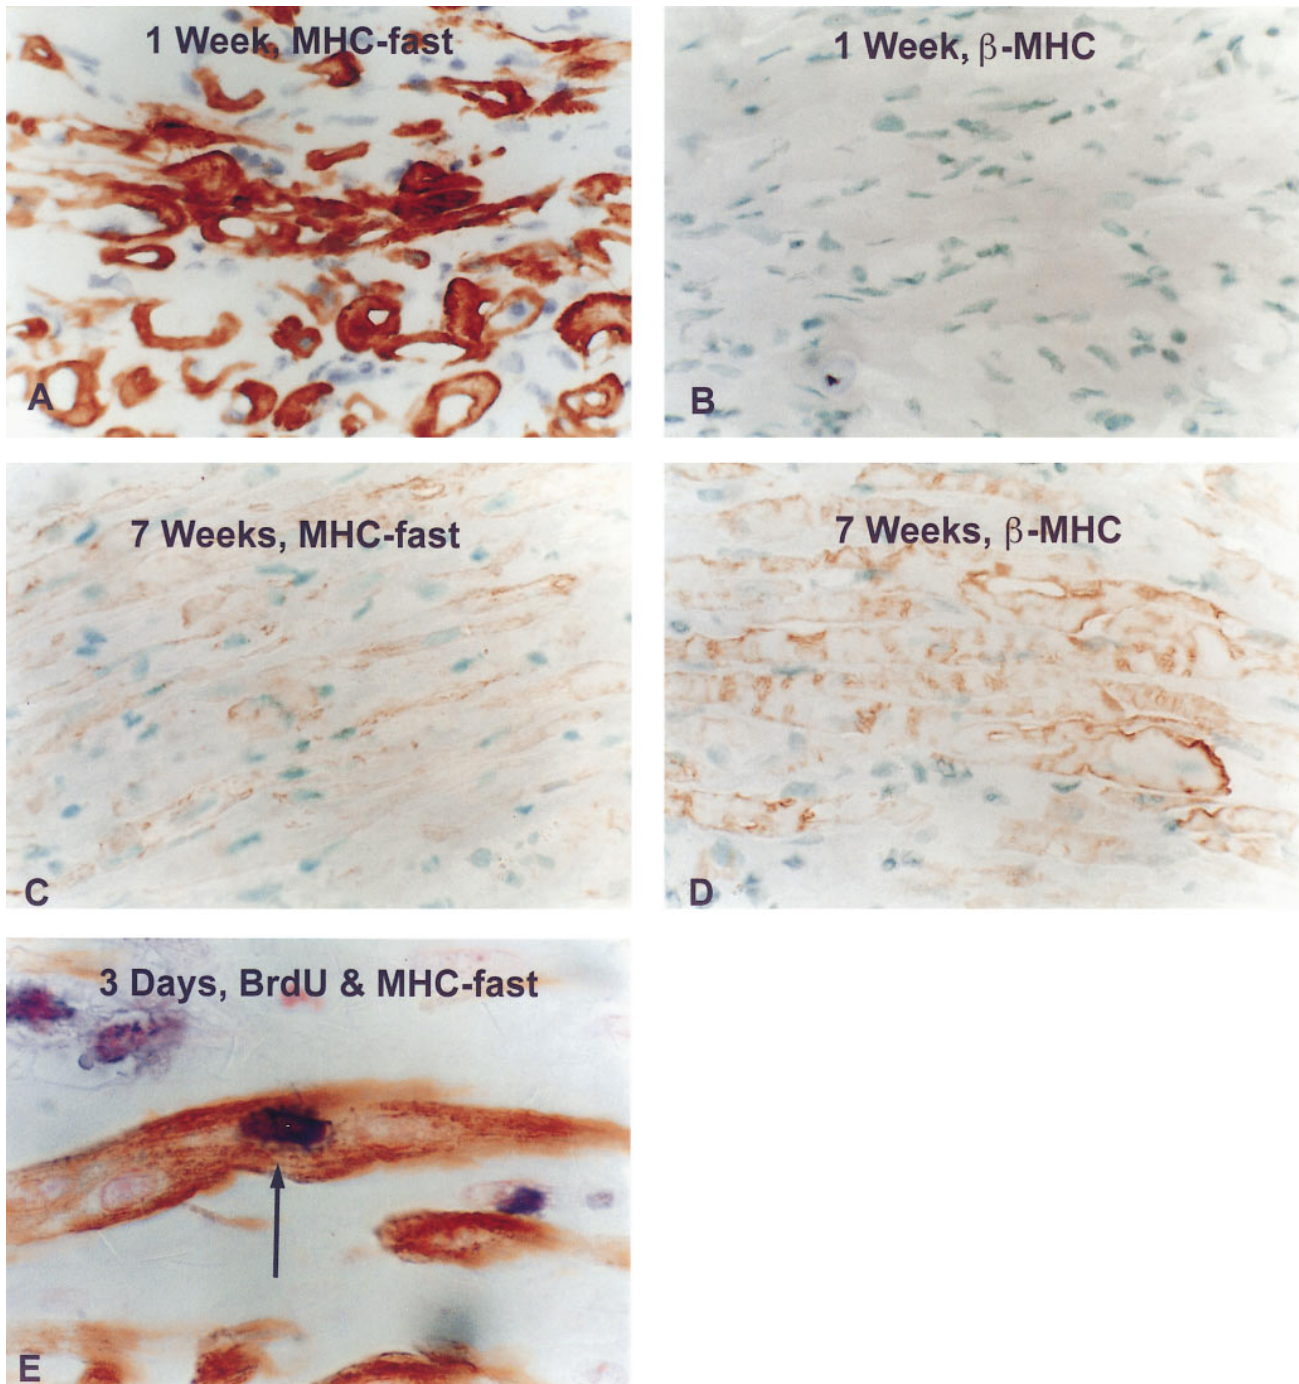 1 Week, MHC-fast
A
1 Week, β-MHC
B
7 Weeks, MHC-fast
C
7 Weeks, β-MHC
D
3 Days, BrdU & MHC-fast
E